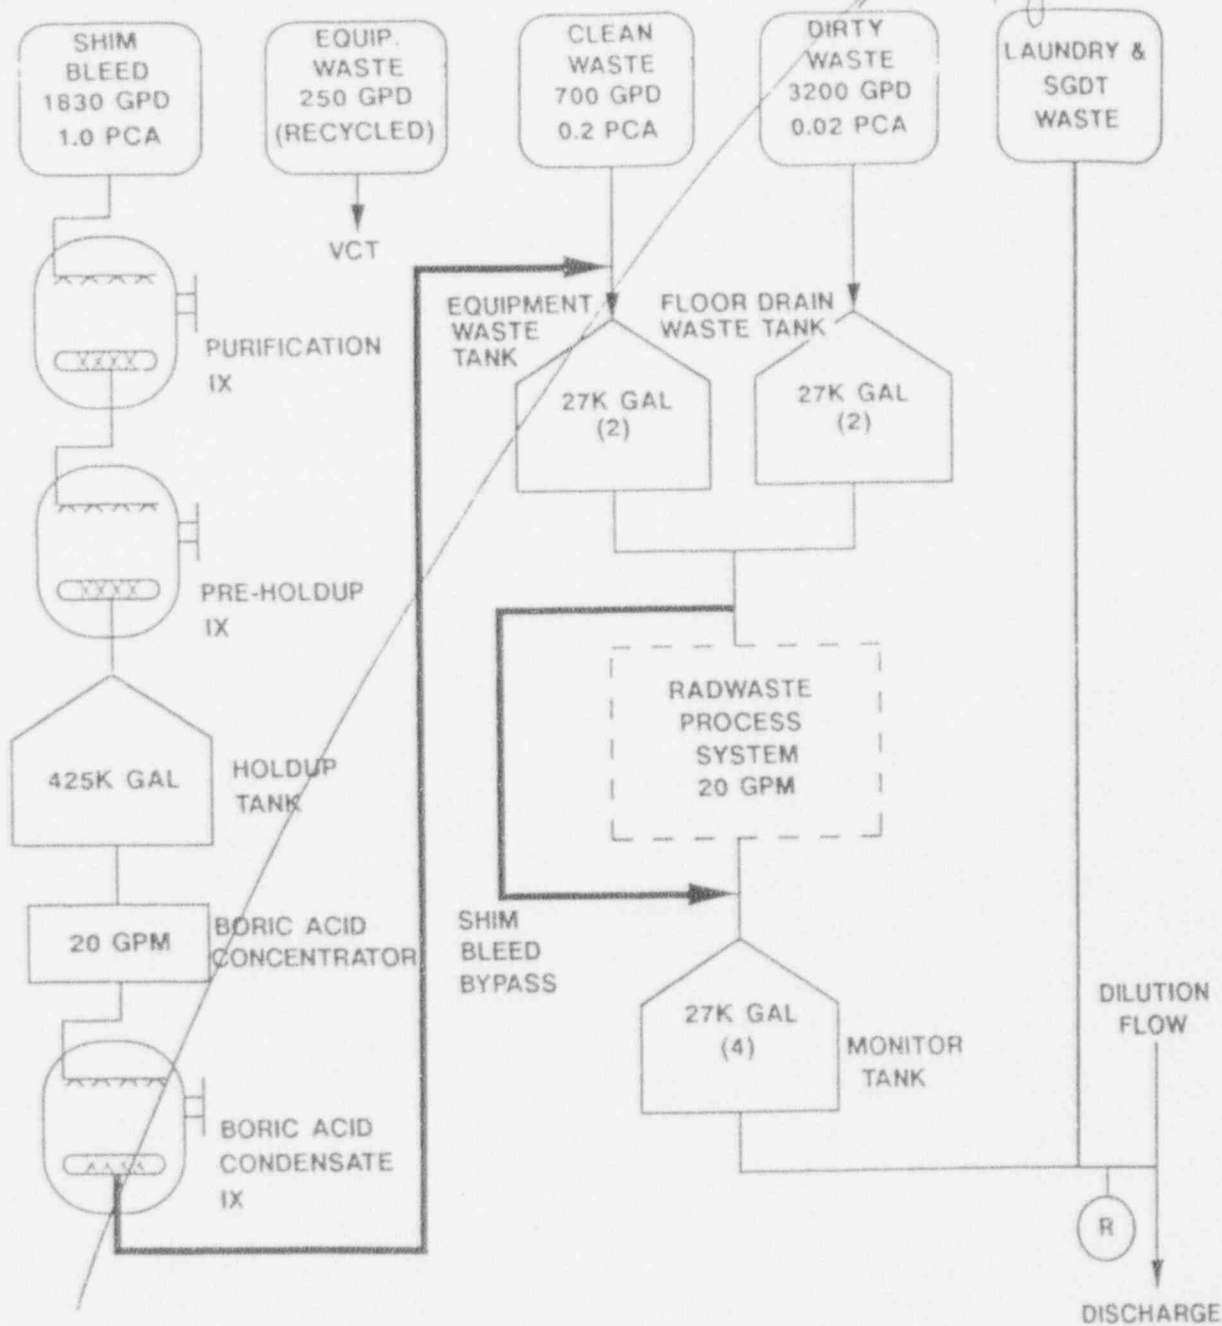 SHIM
BLEED
1830 GPD
1.0 PCA
EQUIP.
WASTE
250 GPD
(RECYCLED)
CLEAN
WASTE
700 GPD
0.2 PCA
DIRTY
WASTE
3200 GPD
0.02 PCA
LAUNDRY &
SGDT
WASTE
VCT
PURIFICATION
IX
EQUIPMENT
WASTE
TANK
FLOOR DRAIN
WASTE TANK
27K GAL
(2)
27K GAL
(2)
PRE-HOLDUP
IX
425K GAL
HOLDUP
TANK
RADWASTE
PROCESS
SYSTEM
20 GPM
20 GPM
BORIC ACID
CONCENTRATOR
SHIM
BLEED
BYPASS
27K GAL
(4)
MONITOR
TANK
DILUTION
FLOW
BORIC ACID
CONDENSATE
IX
R
DISCHARGE